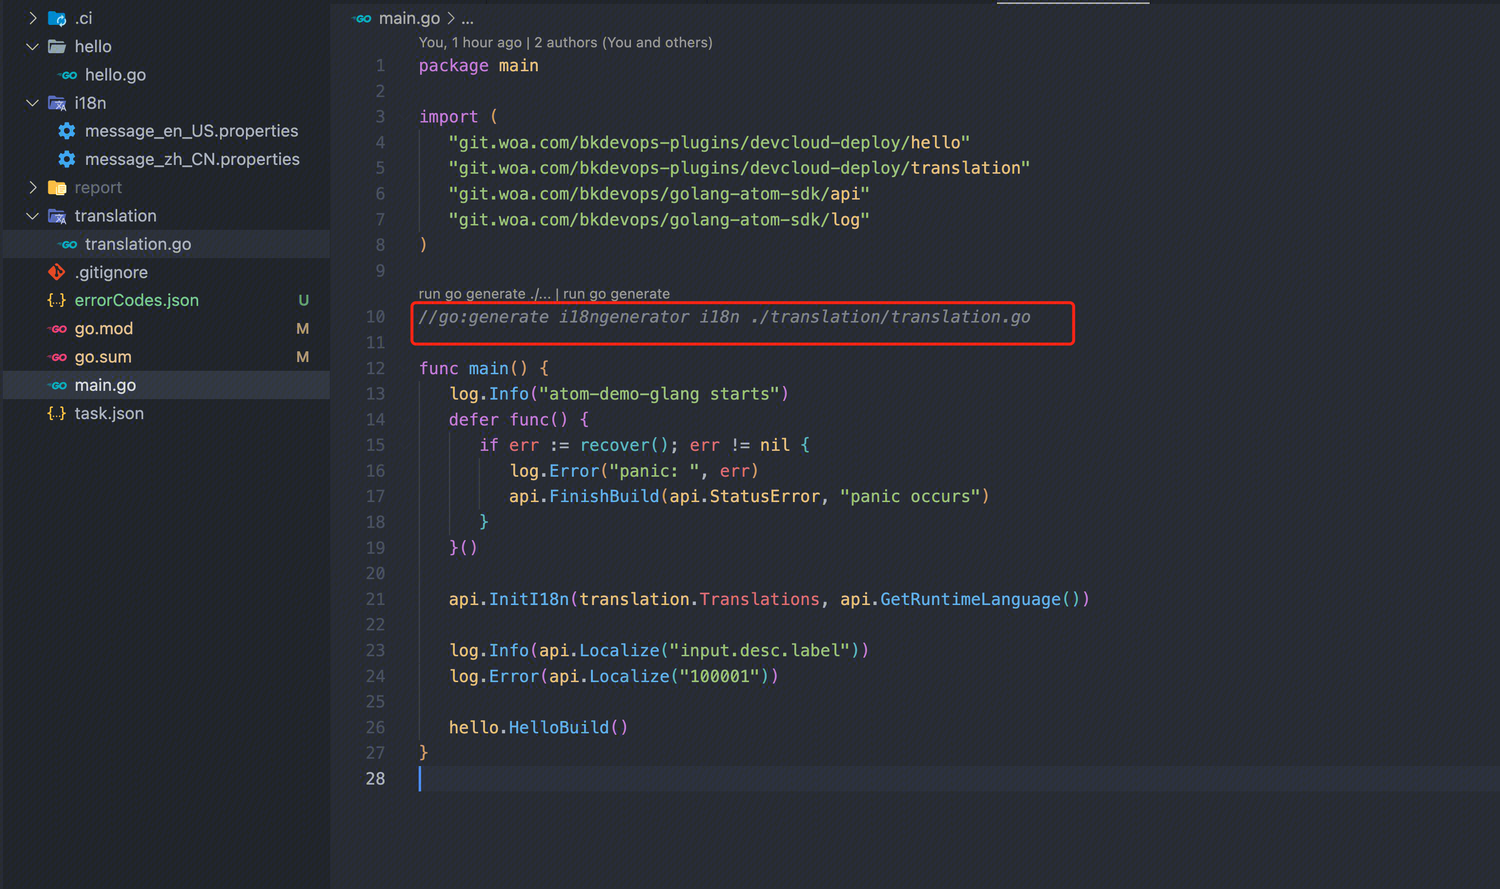 .ci
hello
hello.go
i18n
message_en_US.properties
message_zh_CN.properties
report
translation
translation.go
.gitignore
errorCodes.json U
go.mod M
go.sum M
main.go
task.json
main.go > ...
You, 1 hour ago | 2 authors (You and others)
1 package main
2
3 import (
4 "git.woa.com/bkdevops-plugins/devcloud-deploy/hello"
5 "git.woa.com/bkdevops-plugins/devcloud-deploy/translation"
6 "git.woa.com/bkdevops/golang-atom-sdk/api"
7 "git.woa.com/bkdevops/golang-atom-sdk/log"
8 )
9
run go generate ./... | run go generate
10 //go:generate i18ngenerator i18n ./translation/translation.go
11
12 func main() {
13 log.Info("atom-demo-glang starts")
14 defer func() {
15 if err := recover(); err != nil {
16 log.Error("panic: ", err)
17 api.FinishBuild(api.StatusError, "panic occurs")
18 }
19 }()
20
21 api.InitI18n(translation.Translations, api.GetRuntimeLanguage())
22
23 log.Info(api.Localize("input.desc.label"))
24 log.Error(api.Localize("100001"))
25
26 hello.HelloBuild()
27 }
28